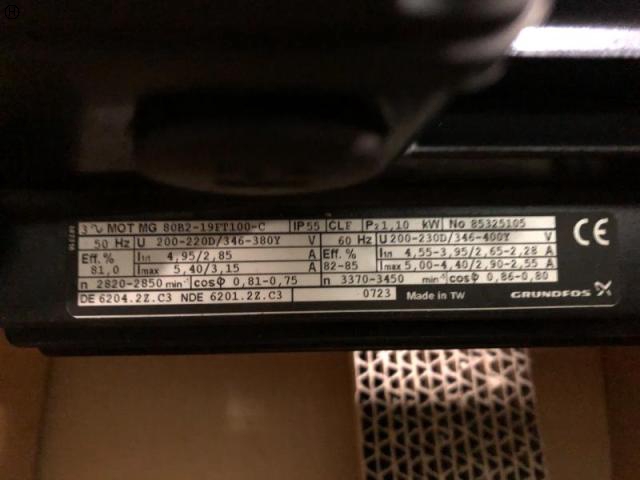 3~ MOT MG 80B2-19FT100-C IP55 CLF P2 1,10 kW No 85325105
50 Hz U 200-220D/346-380V V 60 Hz U 200-230D/346-400Y V
Eff. % I1/1 4,95/2,85 A Eff. % I1/1 4,55-3,95/2,65-2,28 A
81,0 Imax 5,40/3,15 A 82-85 Imax 5,00-4,40/2,90-2,55 A
n 2820-2850 min⁻¹ cosΦ 0,81-0,75 n 3370-3450 min⁻¹ cosΦ 0,86-0,80
DE 6204.2Z.C3 NDE 6201.2Z.C3 0723 Made in TW GRUNDFOS
CE